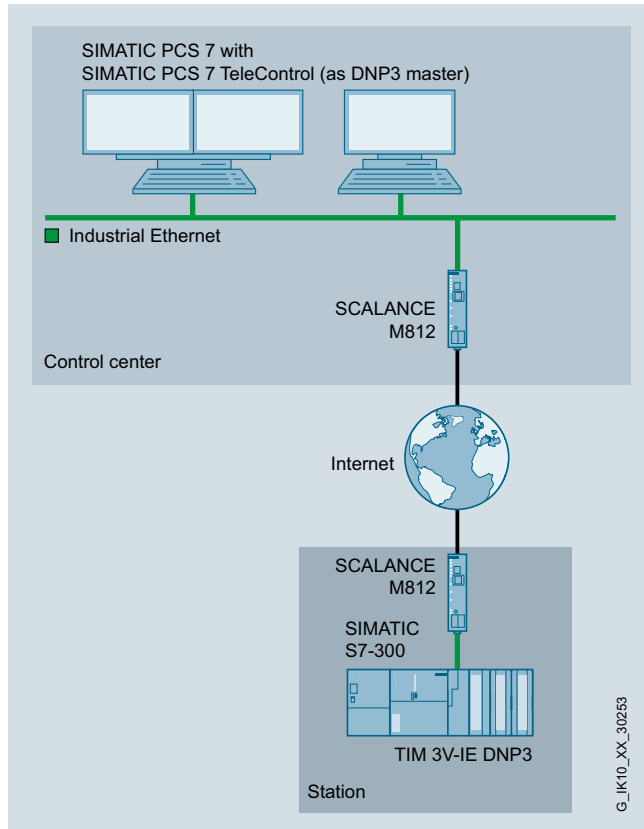 SIMATIC PCS 7 with
SIMATIC PCS 7 TeleControl (as DNP3 master)
Industrial Ethernet
SCALANCE
M812
Control center
Internet
SCALANCE
M812
SIMATIC
S7-300
TIM 3V-IE DNP3
Station
G_IK10_XX_30253